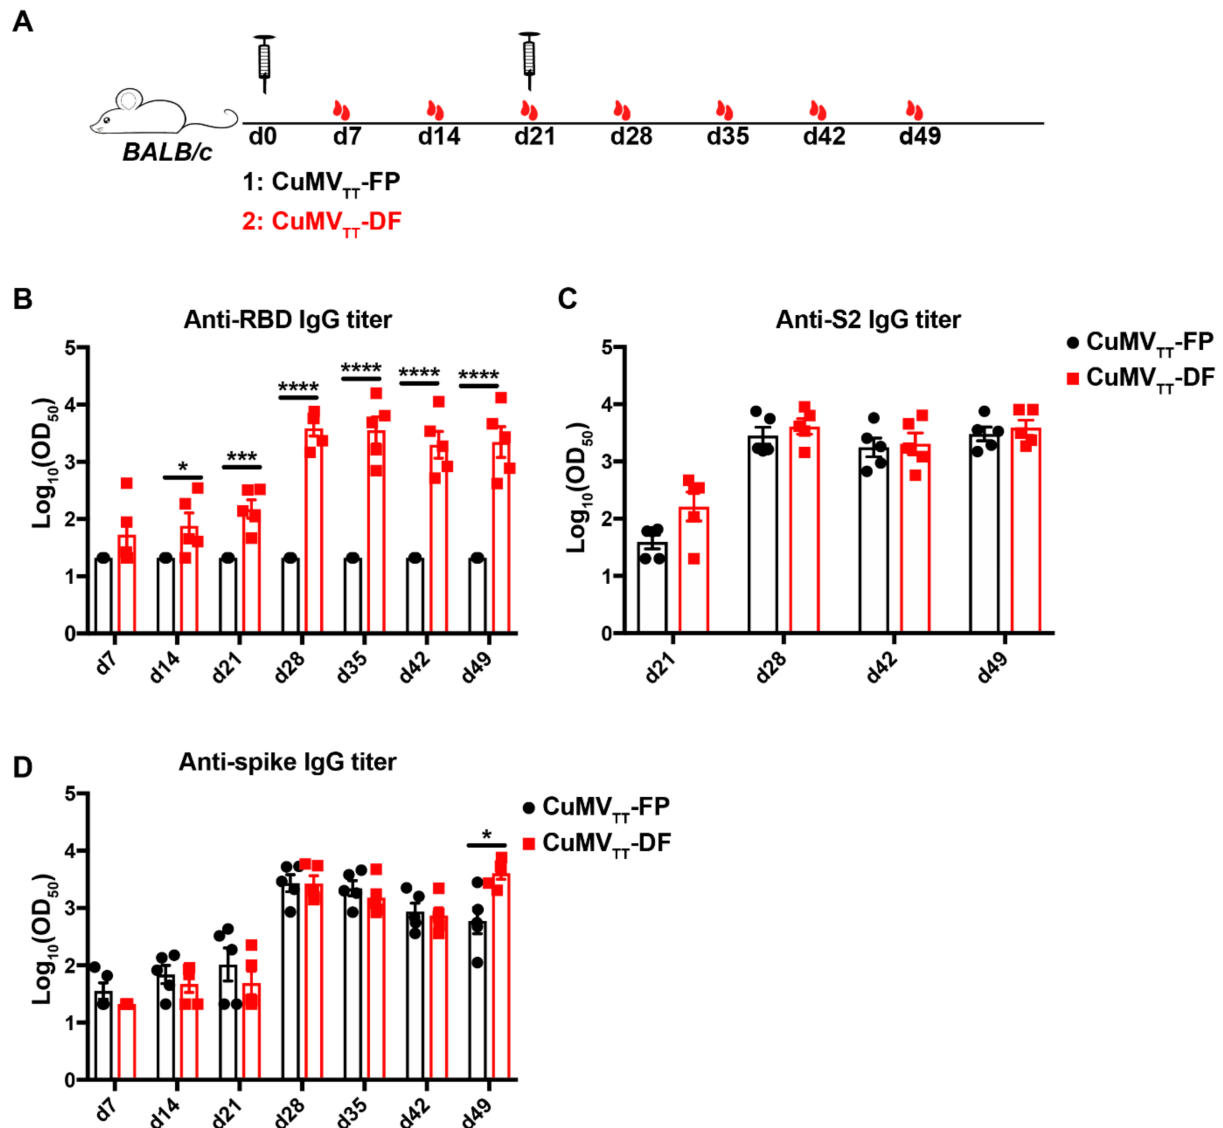 A
d0 d7 d14 d21 d28 d35 d42 d49
BALB/c
1: CuMVTT-FP
2: CuMVTT-DF
B
Anti-RBD IgG titer
Log10(OD50)
5
4
3
2
1
0
* *** **** **** **** ****
d7 d14 d21 d28 d35 d42 d49
C
Anti-S2 IgG titer
Log10(OD50)
5
4
3
2
1
0
d21 d28 d42 d49
CuMVTT-FP
CuMVTT-DF
D
Anti-spike IgG titer
Log10(OD50)
5
4
3
2
1
0
*
d7 d14 d21 d28 d35 d42 d49
CuMVTT-FP
CuMVTT-DF